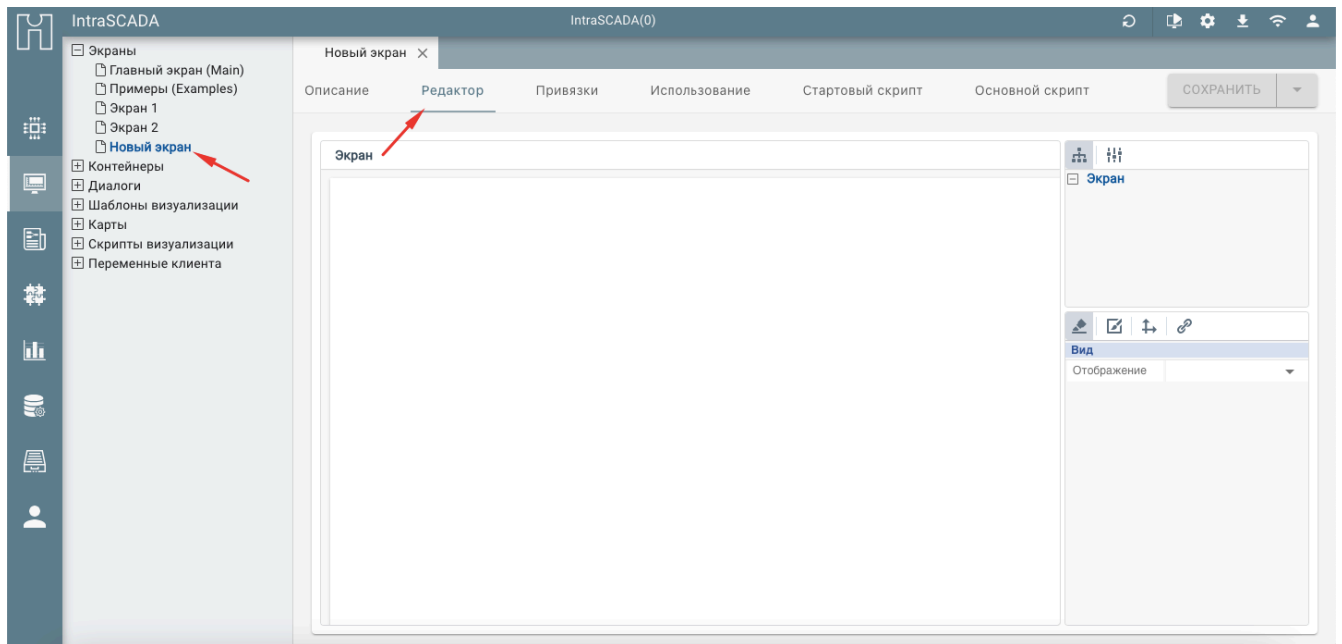 IntraSCADA
IntraSCADA(0)
Экраны
Главный экран (Main)
Примеры (Examples)
Экран 1
Экран 2
Новый экран
Контейнеры
Диалоги
Шаблоны визуализации
Карты
Скрипты визуализации
Переменные клиента
Новый экран
Описание
Редактор
Привязки
Использование
Стартовый скрипт
Основной скрипт
СОХРАНИТЬ
Экран
Экран
Вид
Отображение